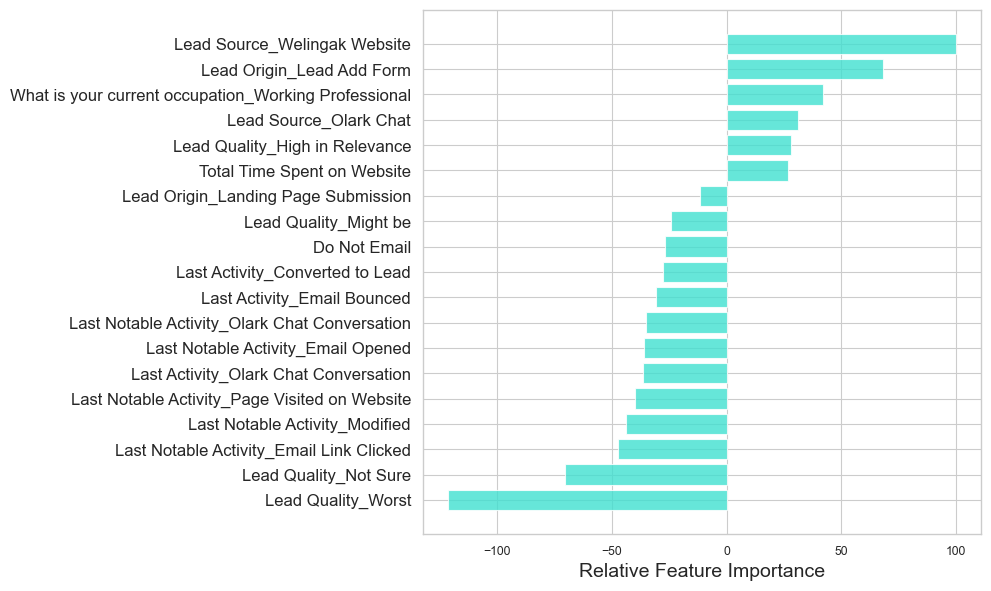 Lead Source_Welingak Website
Lead Origin_Lead Add Form
What is your current occupation_Working Professional
Lead Source_Olark Chat
Lead Quality_High in Relevance
Total Time Spent on Website
Lead Origin_Landing Page Submission
Lead Quality_Might be
Do Not Email
Last Activity_Converted to Lead
Last Activity_Email Bounced
Last Notable Activity_Olark Chat Conversation
Last Notable Activity_Email Opened
Last Activity_Olark Chat Conversation
Last Notable Activity_Page Visited on Website
Last Notable Activity_Modified
Last Notable Activity_Email Link Clicked
Lead Quality_Not Sure
Lead Quality_Worst
−100 −50 0 50 100
Relative Feature Importance